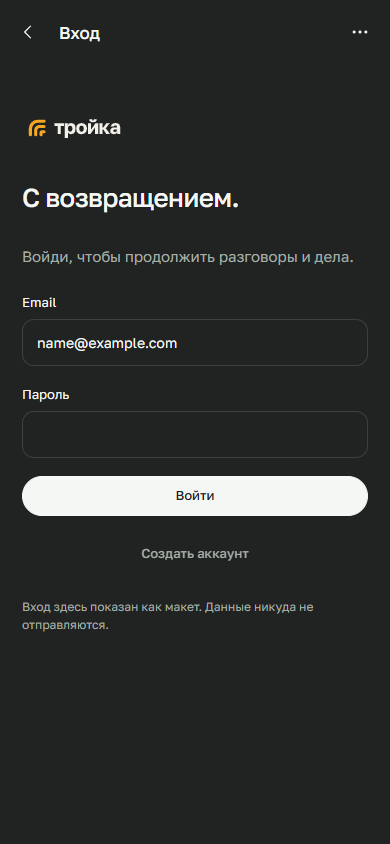 Вход
тройка
С возвращением.
Войди, чтобы продолжить разговоры и дела.
Email
name@example.com
Пароль
Войти
Создать аккаунт
Вход здесь показан как макет. Данные никуда не
отправляются.